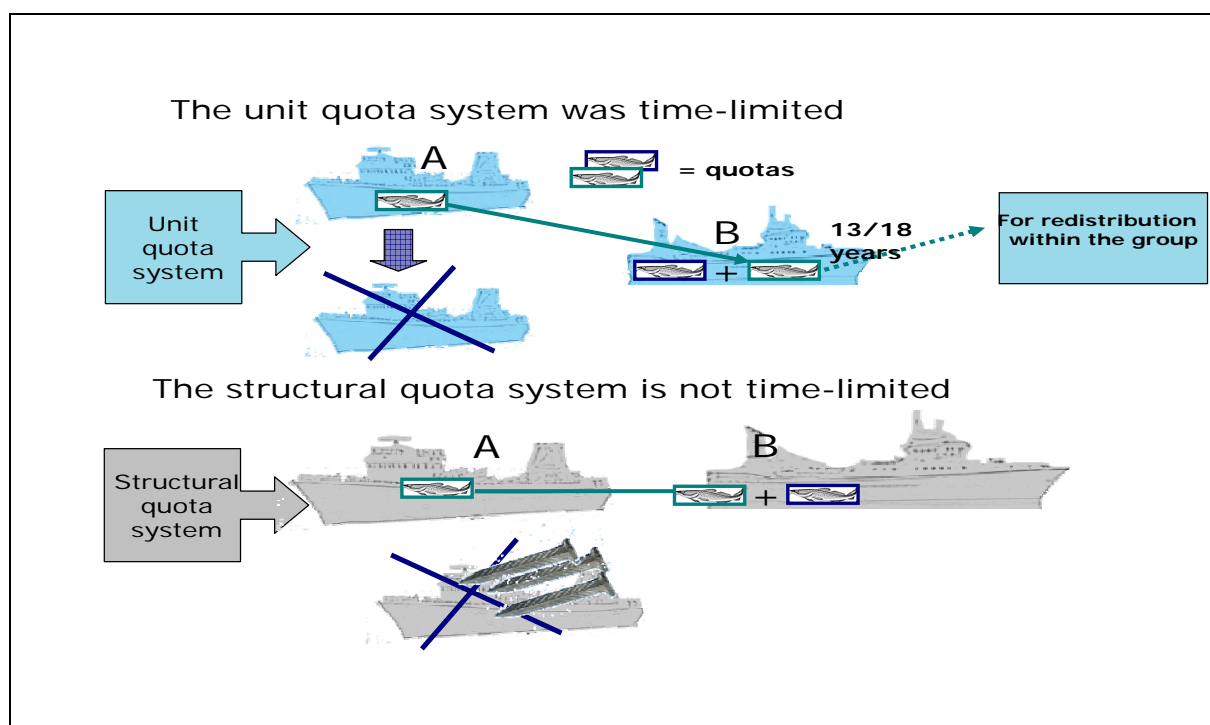 The unit quota system was time-limited
A
= quotas
Unit
quota
system
B
13/18
years
+
For redistribution
within the group
The structural quota system is not time-limited
A
B
Structural
quota
system
+